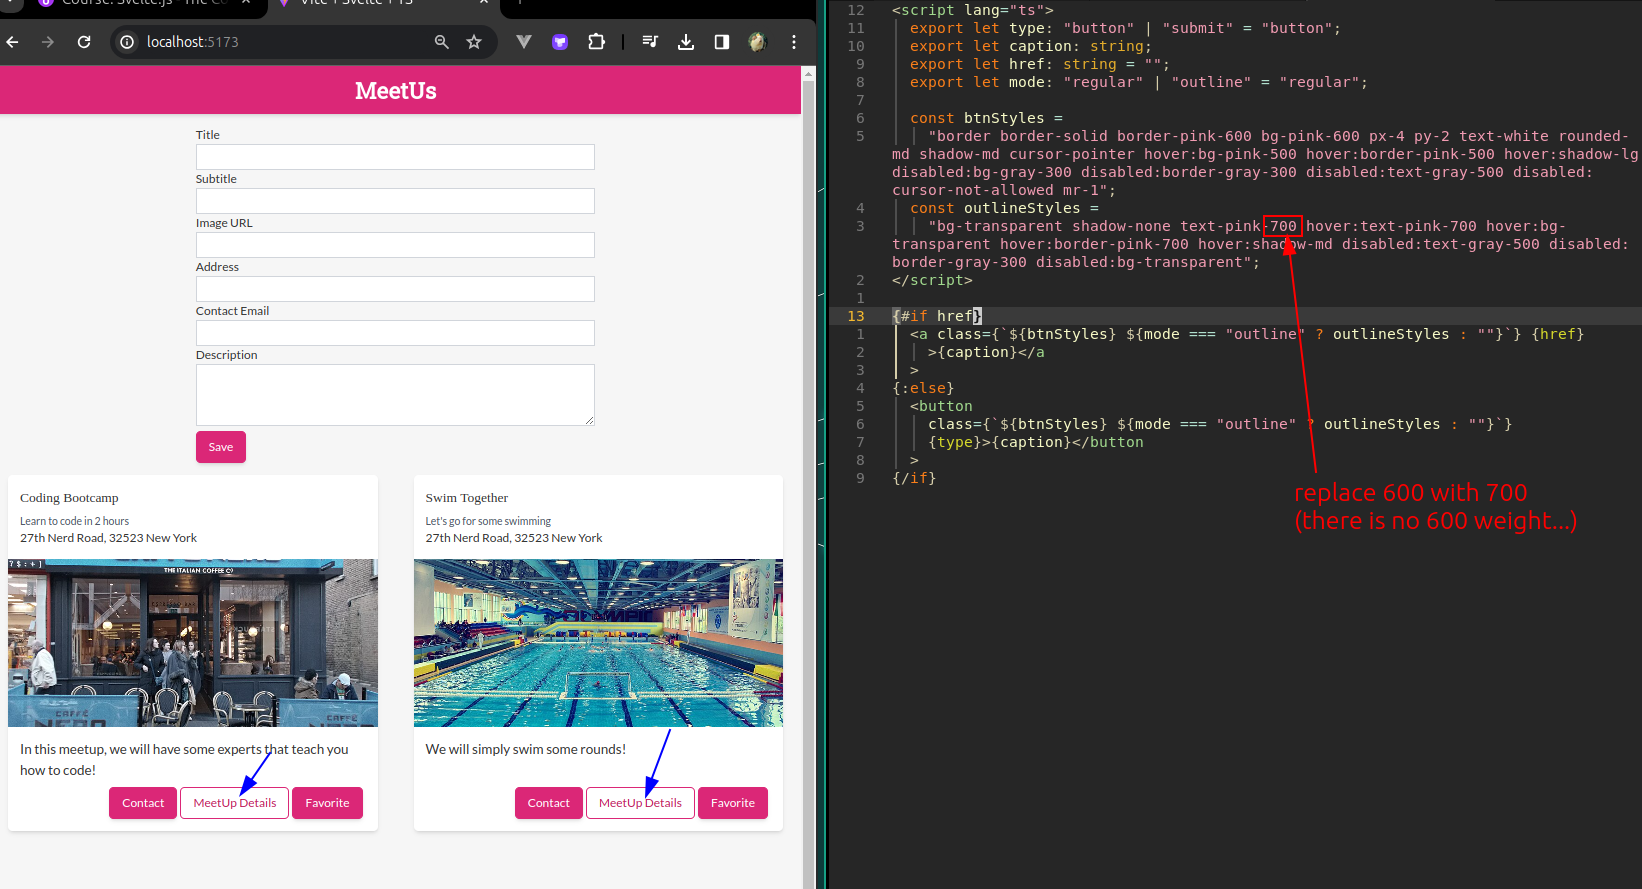 Course: Svelte.js - The Co
Vite + Svelte + TS
localhost:5173
MeetUs
Title
Subtitle
Image URL
Address
Contact Email
Description
Save
Coding Bootcamp
Learn to code in 2 hours
27th Nerd Road, 32523 New York
THE ITALIAN COFFEE Cº
CAFFÈ
NERO
In this meetup, we will have some experts that teach you
how to code!
Contact
MeetUp Details
Favorite
Swim Together
Let's go for some swimming
27th Nerd Road, 32523 New York
We will simply swim some rounds!
Contact
MeetUp Details
Favorite
12 <script lang="ts">
11 export let type: "button" | "submit" = "button";
10 export let caption: string;
9 export let href: string = "";
8 export let mode: "regular" | "outline" = "regular";
7
6 const btnStyles =
5 "border border-solid border-pink-600 bg-pink-600 px-4 py-2 text-white rounded-
md shadow-md cursor-pointer hover:bg-pink-500 hover:border-pink-500 hover:shadow-lg
disabled:bg-gray-300 disabled:border-gray-300 disabled:text-gray-500 disabled:
cursor-not-allowed mr-1";
4 const outlineStyles =
3 "bg-transparent shadow-none text-pink-700 hover:text-pink-700 hover:bg-
transparent hover:border-pink-700 hover:shadow-md disabled:text-gray-500 disabled:
border-gray-300 disabled:bg-transparent";
2 </script>
1
13 {#if href}
1 <a class={`${btnStyles} ${mode === "outline" ? outlineStyles : ""}`} {href}
2 >{caption}</a
3 >
4 {:else}
5 <button
6 class={`${btnStyles} ${mode === "outline" ? outlineStyles : ""}`}
7 {type}>{caption}</button
8 >
9 {/if}
replace 600 with 700
(there is no 600 weight...)